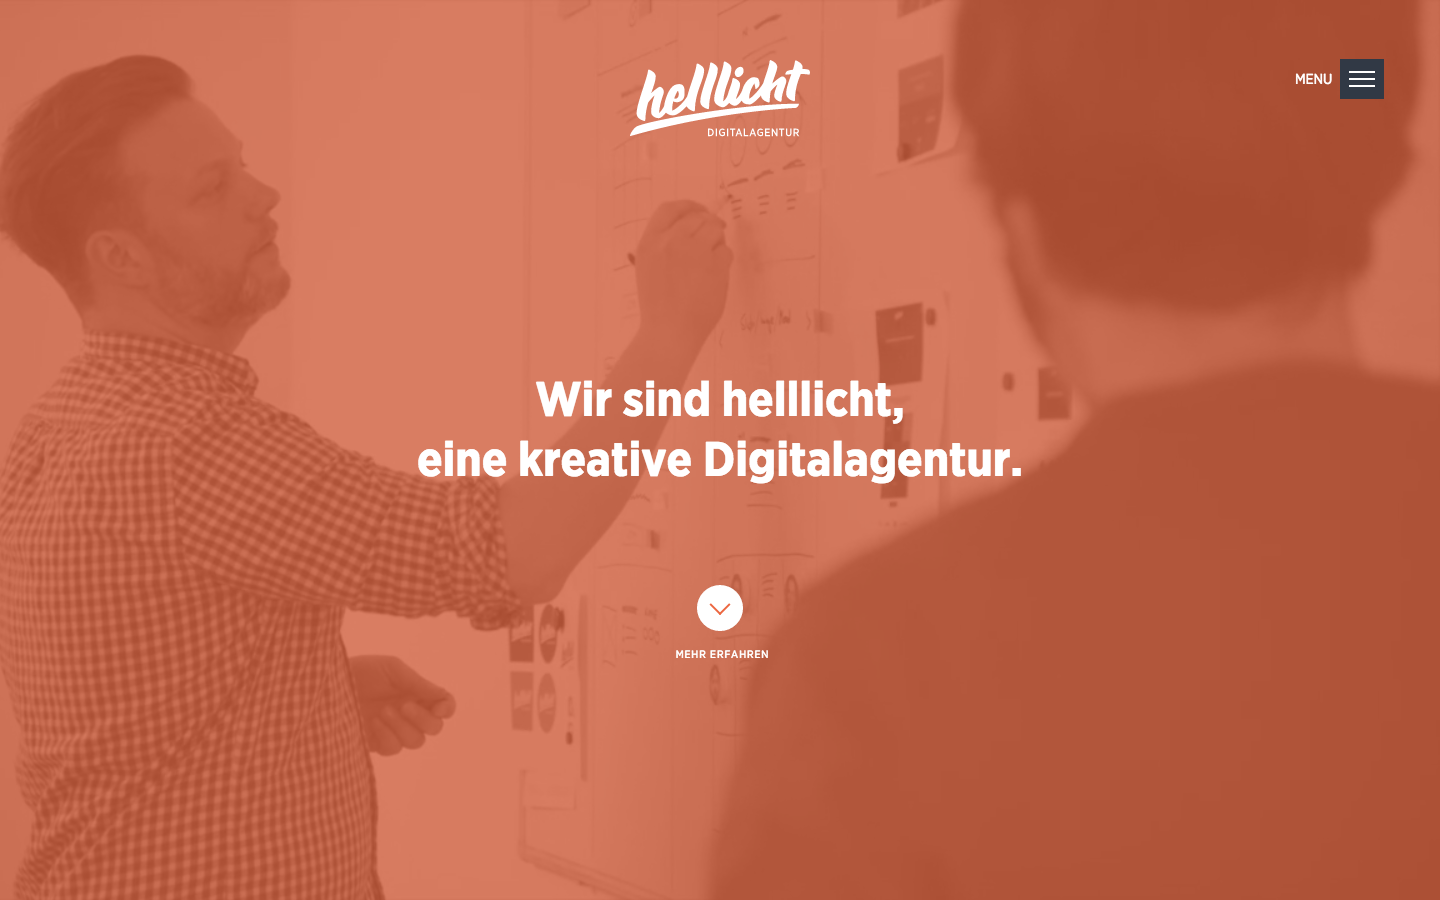 helllicht
DIGITALAGENTUR
MENU
Wir sind helllicht,
eine kreative Digitalagentur.
MEHR ERFAHREN